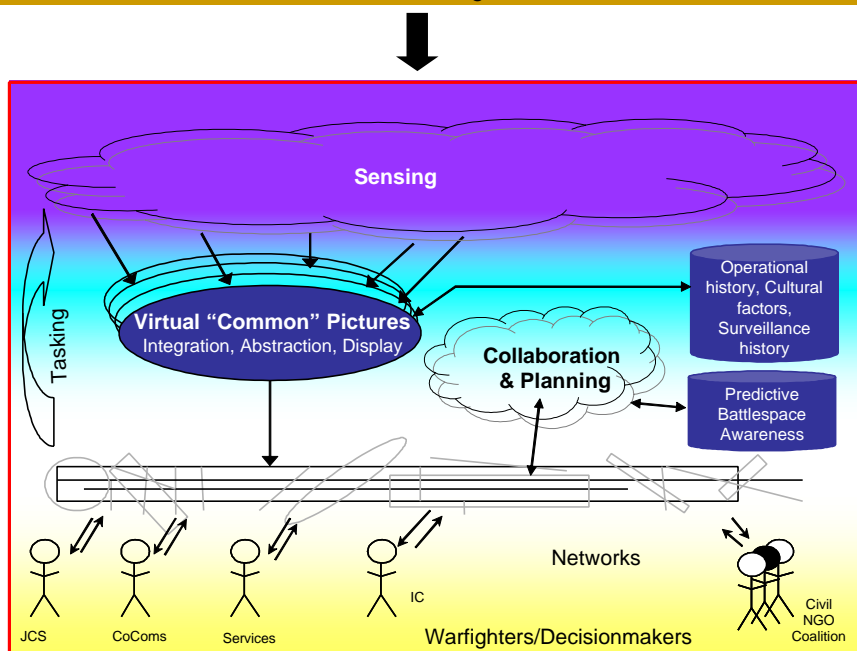 Sensing
Tasking
Virtual “Common” Pictures
Integration, Abstraction, Display
Operational
history, Cultural
factors,
Surveillance
history
Collaboration
& Planning
Predictive
Battlespace
Awareness
Networks
JCS
CoComs
Services
IC
Warfighters/Decisionmakers
Civil
NGO
Coalition